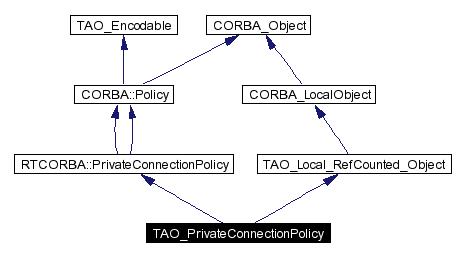 TAO_Encodable
CORBA_Object
CORBA::Policy
CORBA_LocalObject
RTCORBA::PrivateConnectionPolicy
TAO_Local_RefCounted_Object
TAO_PrivateConnectionPolicy